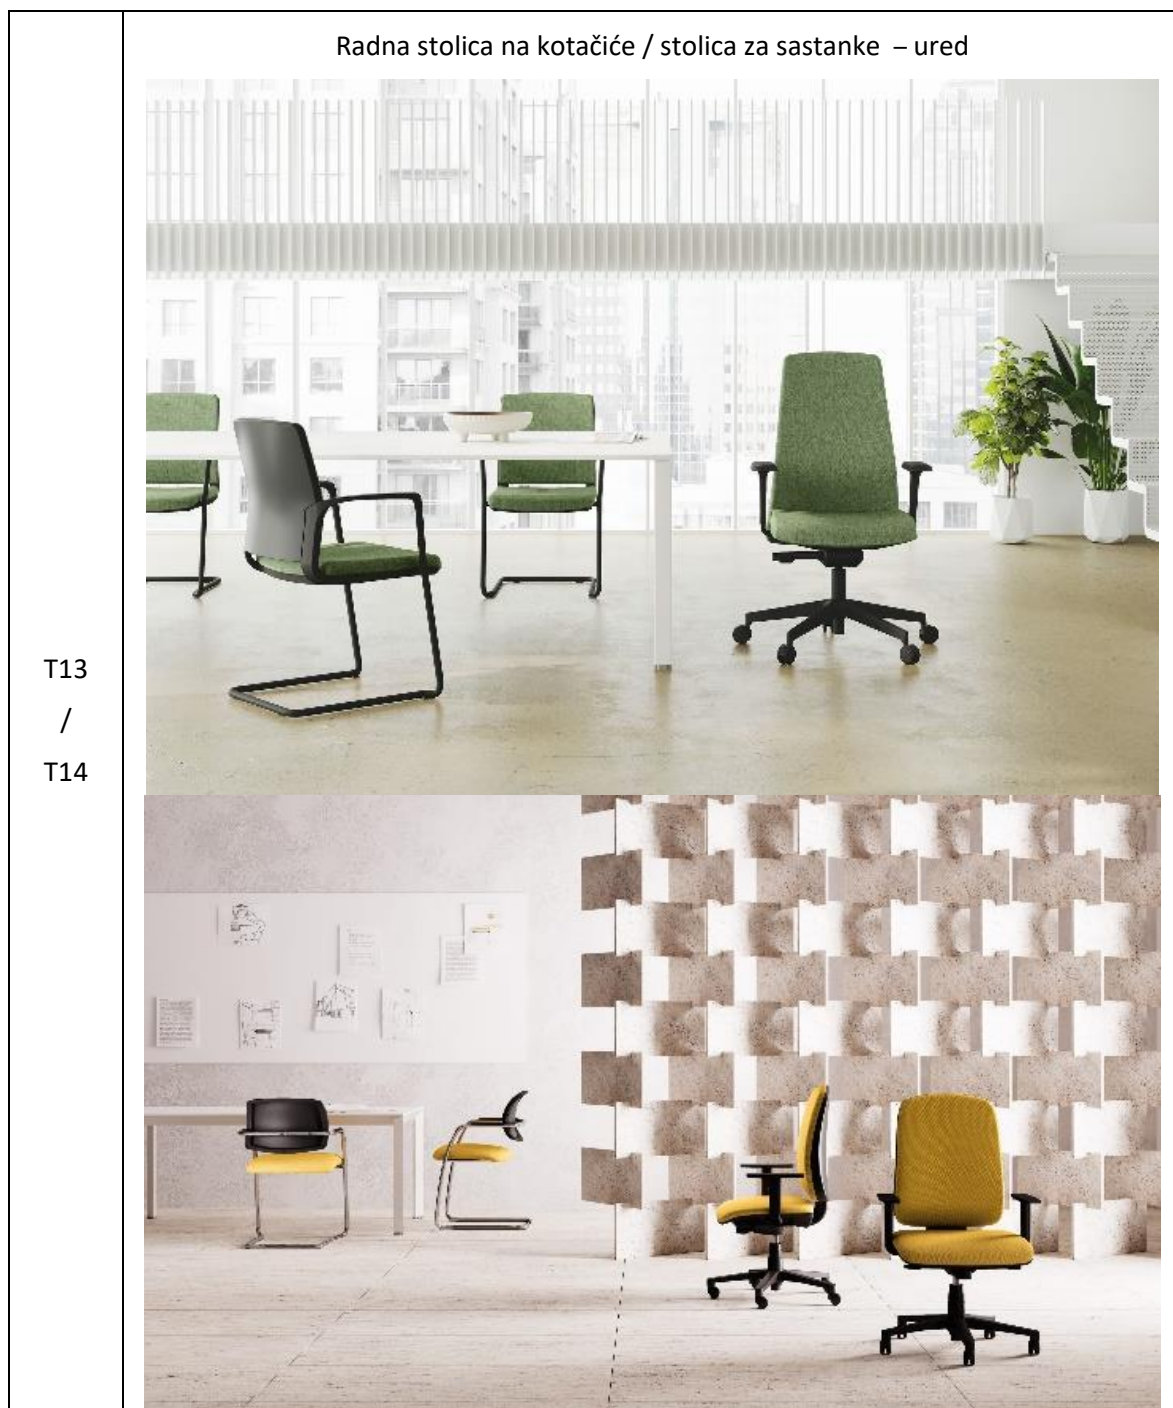 Radna stolica na kotačiće / stolica za sastanke – ured
T13
/
T14